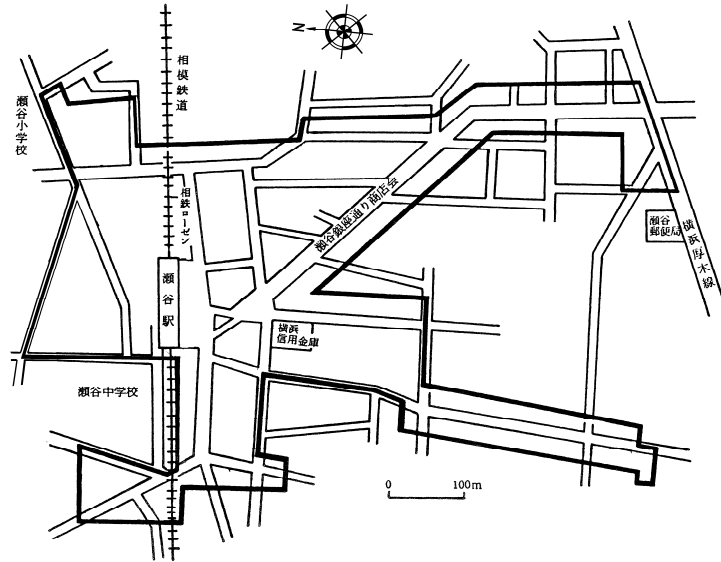 N
相模鉄道
瀬谷小学校
相鉄ローゼン
瀬谷銀座通り商店会
瀬谷
郵便局
横浜厚木線
瀬谷駅
横浜
信用金庫
瀬谷中学校
0 100m